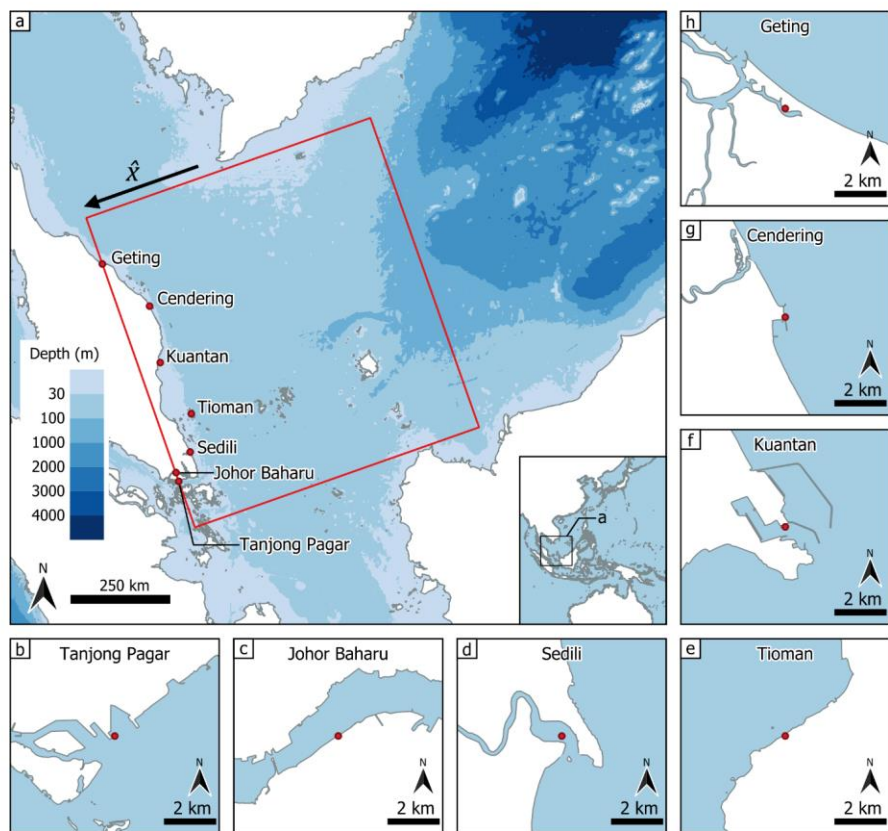 a
x̂
Geting
Cendering
Kuantan
Tioman
Sedili
Johor Baharu
Tanjong Pagar
Depth (m)
30
100
1000
2000
3000
4000
N
250 km
a
h
Geting
N
2 km
g
Cendering
N
2 km
f
Kuantan
N
2 km
b
Tanjong Pagar
N
2 km
c
Johor Baharu
N
2 km
d
Sedili
N
2 km
e
Tioman
N
2 km